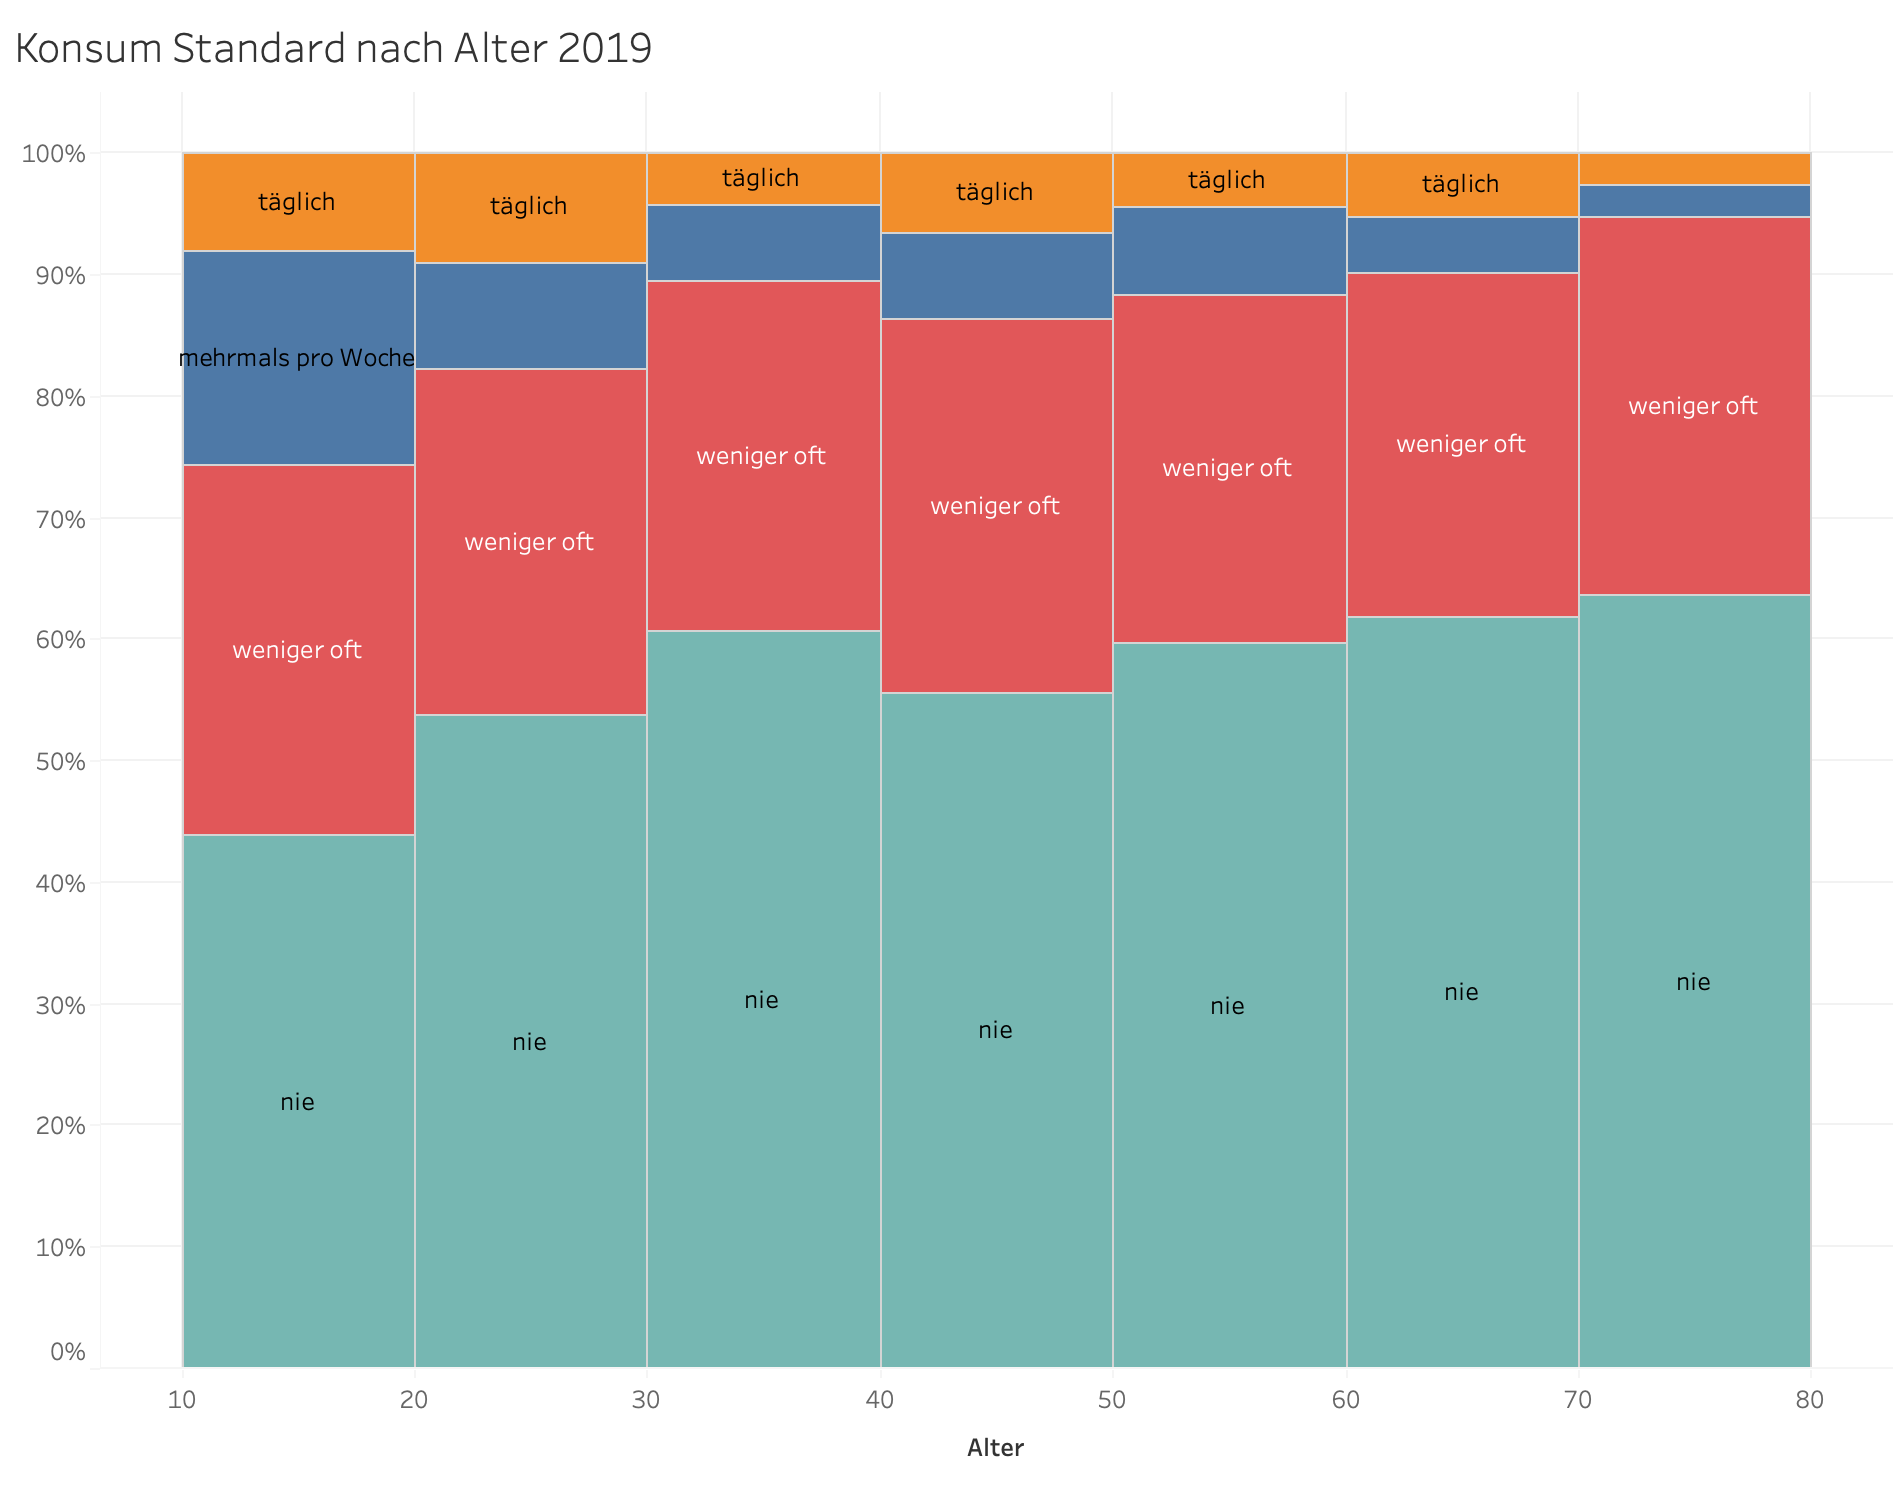 Konsum Standard nach Alter 2019
100%
täglich
täglich
täglich
täglich
täglich
täglich
90%
mehrmals pro Woche
80%
weniger oft
weniger oft
weniger oft
weniger oft
weniger oft
70%
weniger oft
60%
weniger oft
50%
40%
30%
nie
nie
nie
nie
nie
nie
20%
nie
10%
0%
10 20 30 40 50 60 70 80
Alter